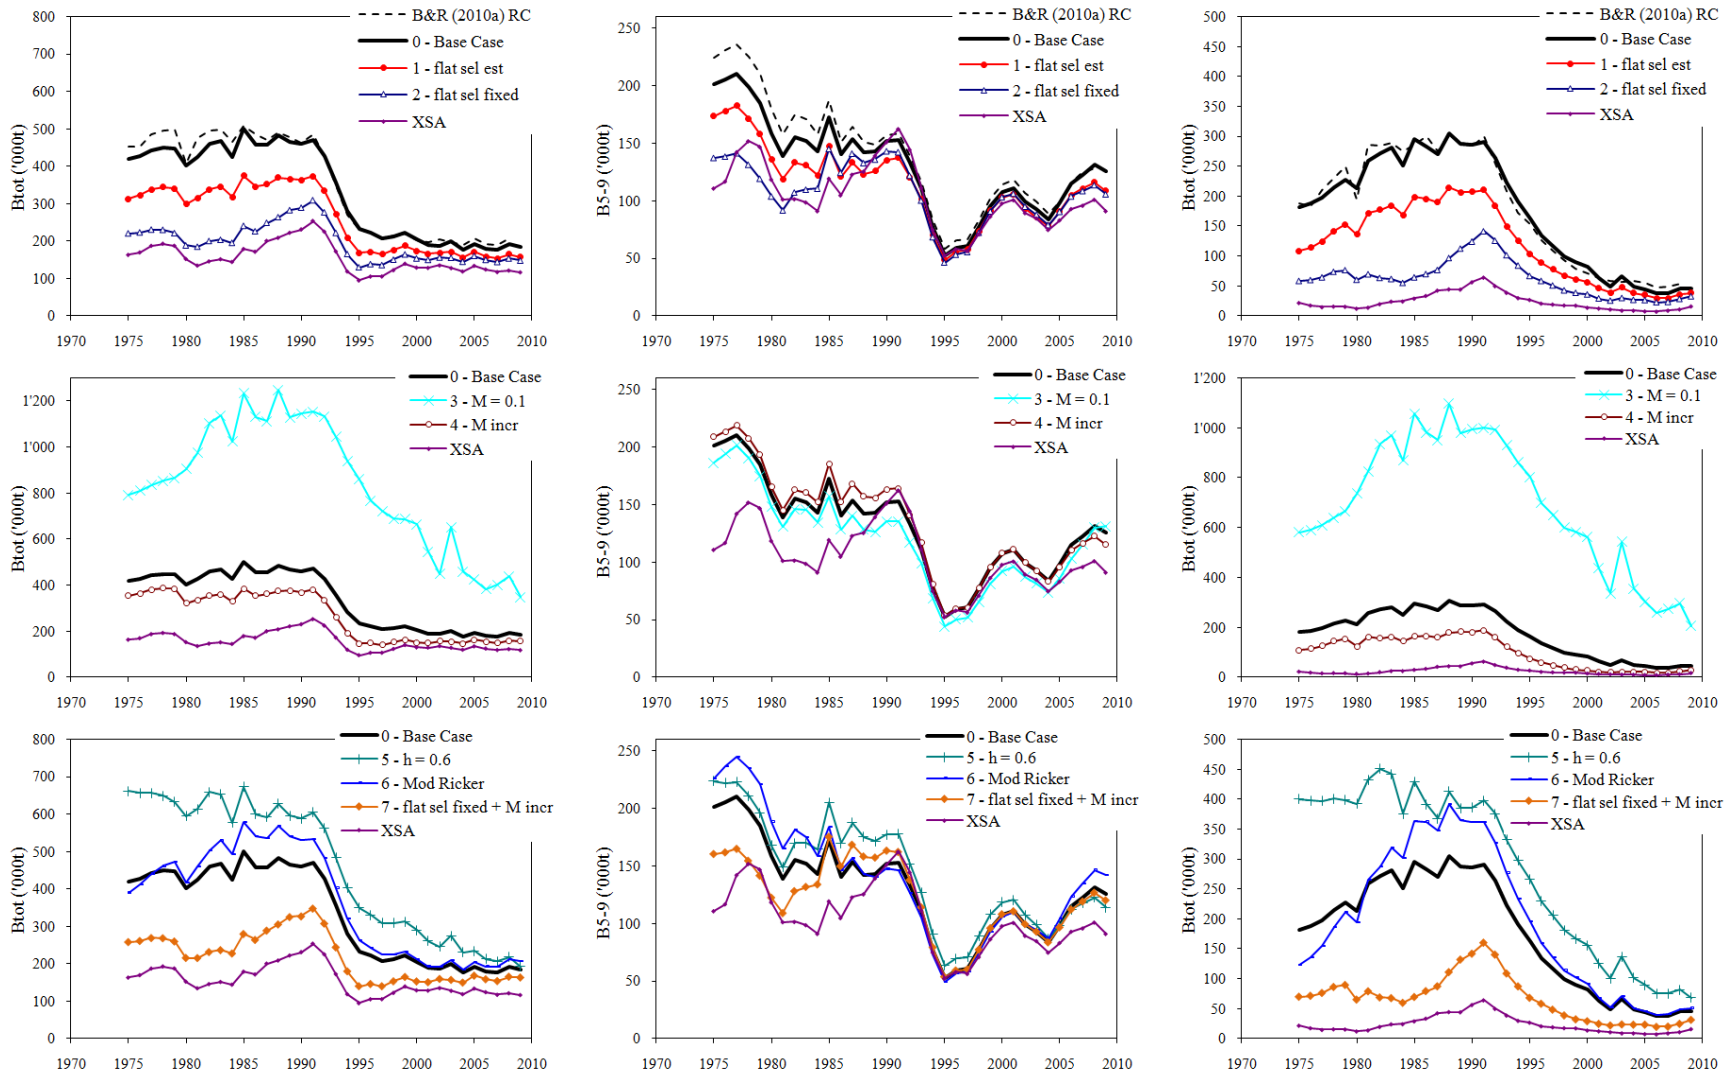 B&R (2010a) RC
0 - Base Case
1 - flat sel est
2 - flat sel fixed
XSA
Btot ('000t)
800
700
600
500
400
300
200
100
0
1970 1975 1980 1985 1990 1995 2000 2005 2010
B&R (2010a) RC
0 - Base Case
1 - flat sel est
2 - flat sel fixed
XSA
B5-9 ('000t)
250
200
150
100
50
0
1970 1975 1980 1985 1990 1995 2000 2005 2010
B&R (2010a) RC
0 - Base Case
1 - flat sel est
2 - flat sel fixed
XSA
Btot ('000t)
500
450
400
350
300
250
200
150
100
50
0
1970 1975 1980 1985 1990 1995 2000 2005 2010
0 - Base Case
3 - M = 0.1
4 - M incr
XSA
Btot ('000t)
1'200
1'000
800
600
400
200
0
1970 1975 1980 1985 1990 1995 2000 2005 2010
0 - Base Case
3 - M = 0.1
4 - M incr
XSA
B5-9 ('000t)
250
200
150
100
50
0
1970 1975 1980 1985 1990 1995 2000 2005 2010
0 - Base Case
3 - M = 0.1
4 - M incr
XSA
Btot ('000t)
1'200
1'000
800
600
400
200
0
1970 1975 1980 1985 1990 1995 2000 2005 2010
0 - Base Case
5 - h = 0.6
6 - Mod Ricker
7 - flat sel fixed + M incr
XSA
Btot ('000t)
800
700
600
500
400
300
200
100
0
1970 1975 1980 1985 1990 1995 2000 2005 2010
0 - Base Case
5 - h = 0.6
6 - Mod Ricker
7 - flat sel fixed + M incr
XSA
B5-9 ('000t)
250
200
150
100
50
0
1970 1975 1980 1985 1990 1995 2000 2005 2010
0 - Base Case
5 - h = 0.6
6 - Mod Ricker
7 - flat sel fixed + M incr
XSA
Btot ('000t)
500
450
400
350
300
250
200
150
100
50
0
1970 1975 1980 1985 1990 1995 2000 2005 2010